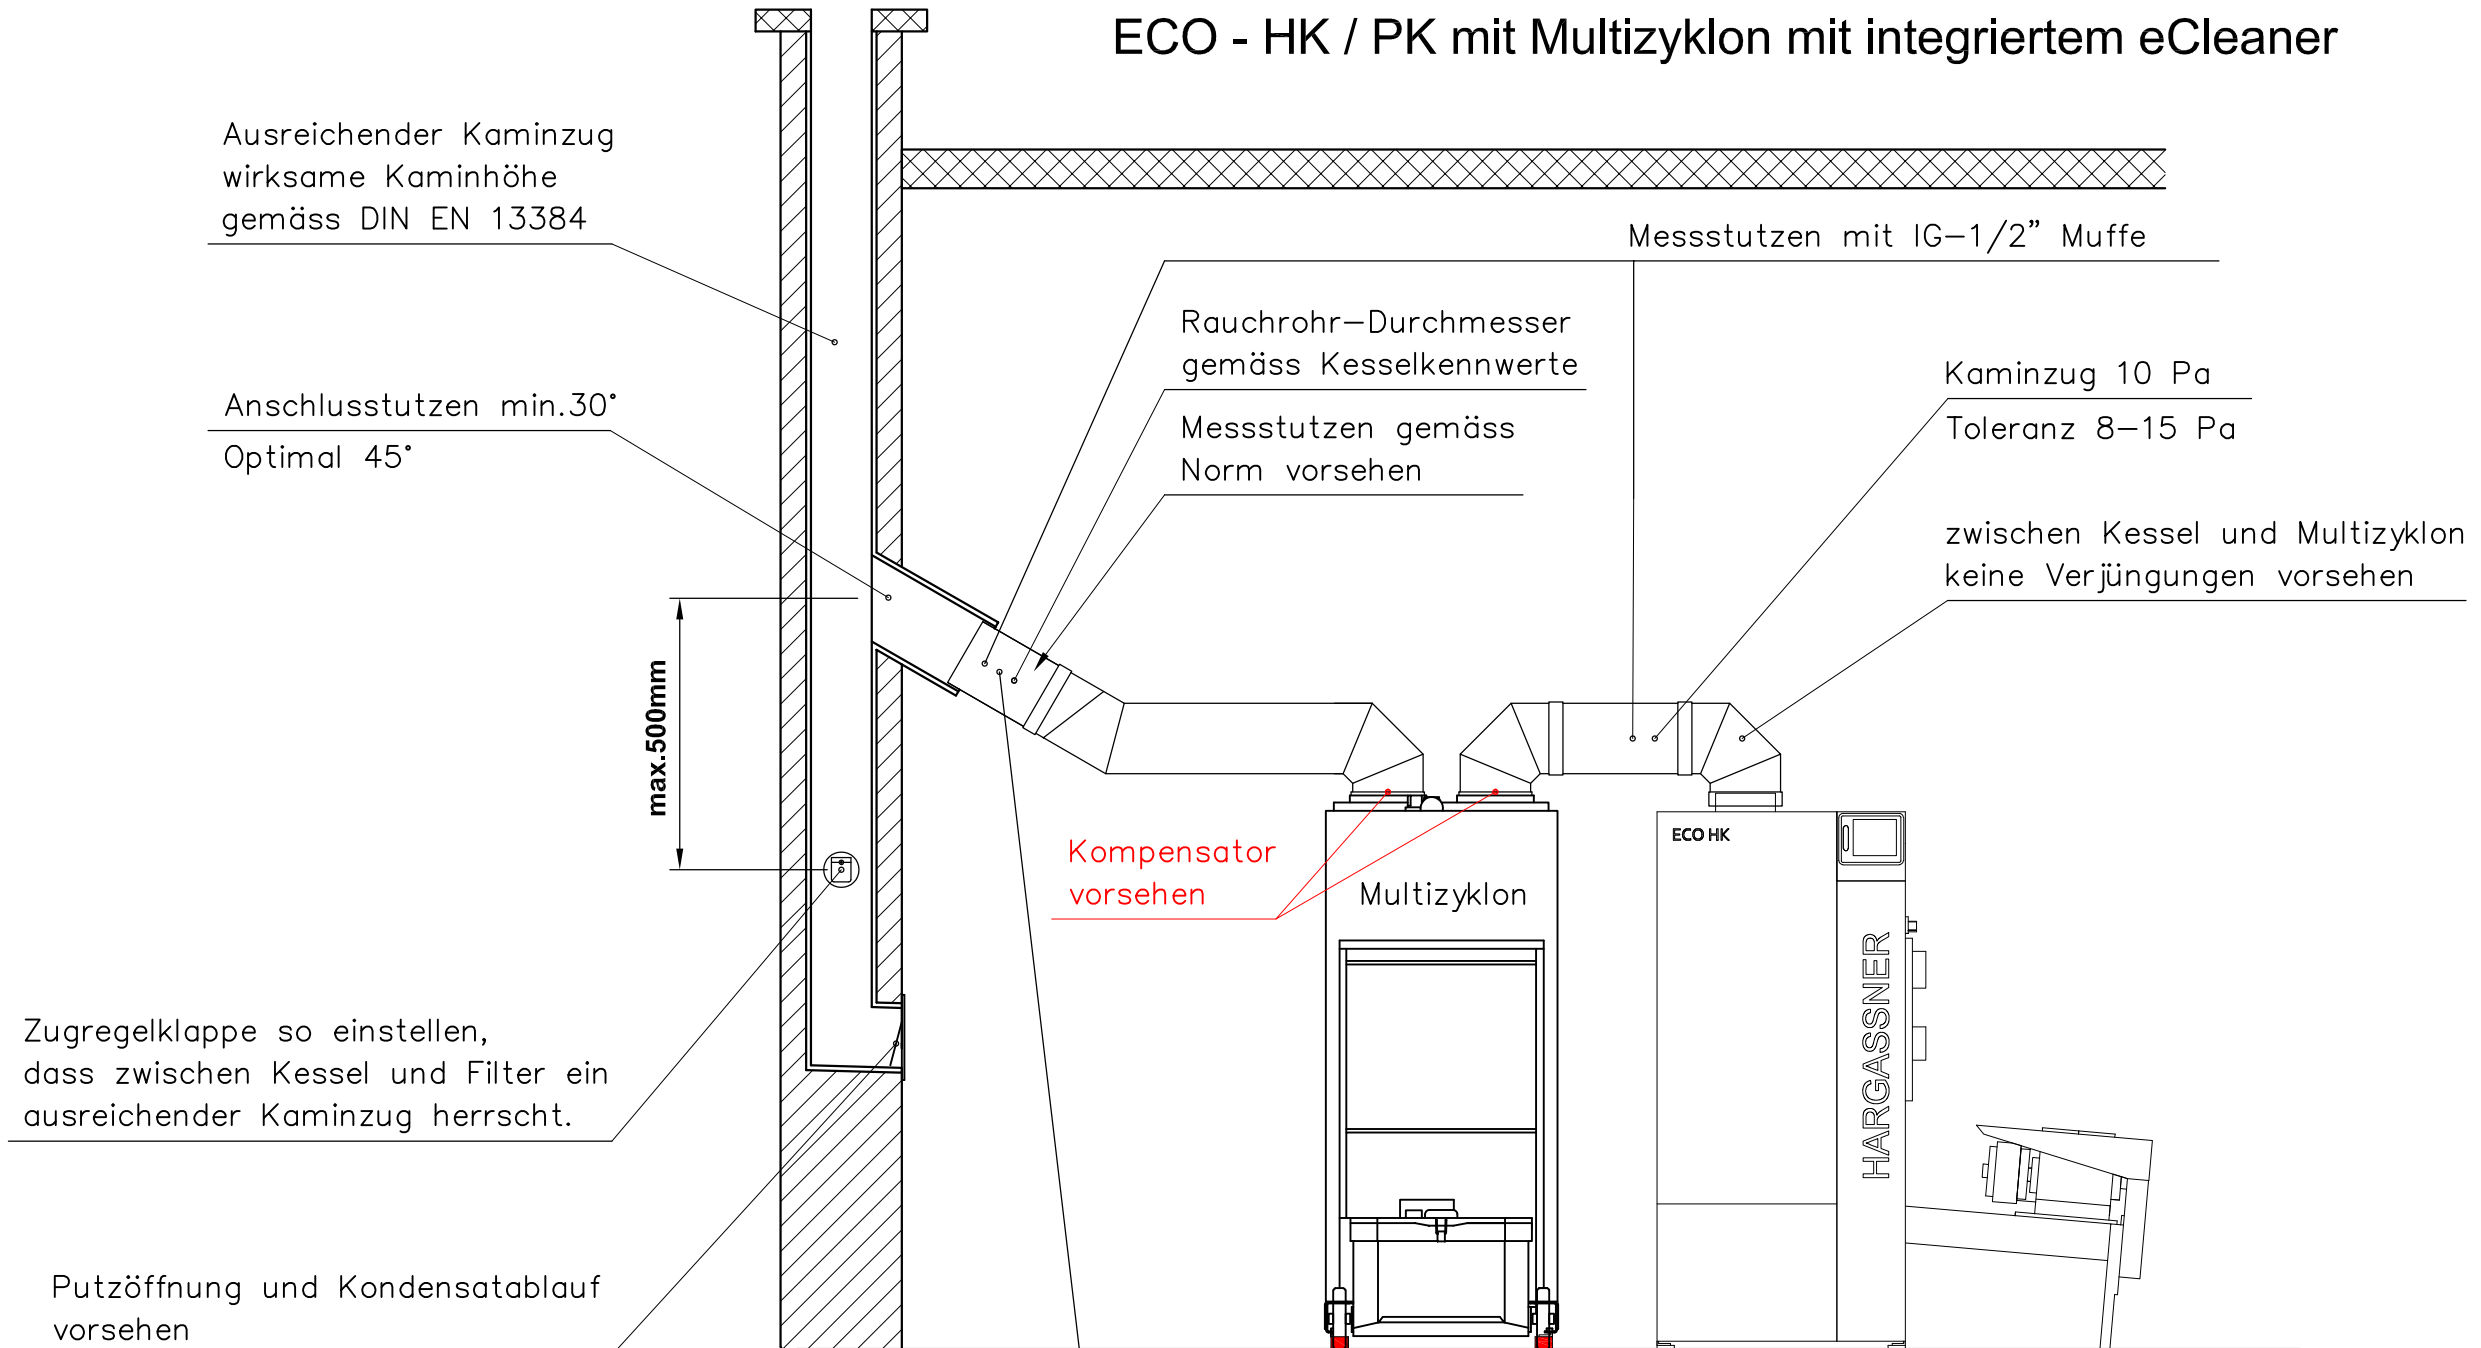 ECO - HK / PK mit Multizyklon mit integriertem eCleaner
Ausreichender Kaminzug
wirksame Kaminhöhe
gemäss DIN EN 13384
Messstutzen mit IG-1/2” Muffe
Rauchrohr-Durchmesser
gemäss Kesselkennwerte
Kaminzug 10 Pa
Toleranz 8-15 Pa
Anschlusstutzen min.30°
Optimal 45°
Messstutzen gemäss
Norm vorsehen
zwischen Kessel und Multizyklon
keine Verjüngungen vorsehen
max.500mm
Kompensator
vorsehen
Multizyklon
ECO HK
HARGASSNER
Zugregelklappe so einstellen,
dass zwischen Kessel und Filter ein
ausreichender Kaminzug herrscht.
Putzöffnung und Kondensatablauf
vorsehen